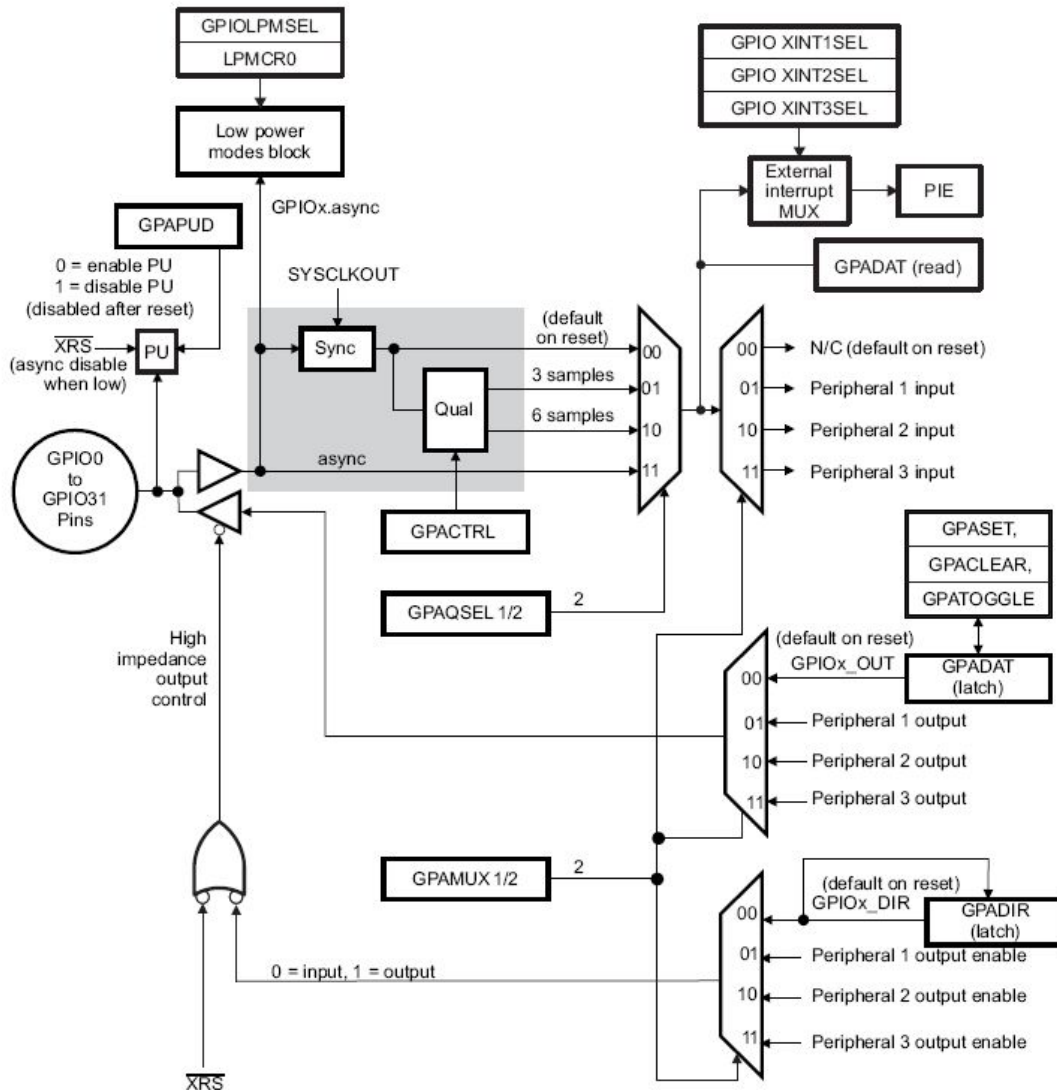 GPIOLPMSEL
LPMCR0
Low power
modes block
GPIOx.async
GPIO XINT1SEL
GPIO XINT2SEL
GPIO XINT3SEL
External
interrupt
MUX
PIE
GPADAT (read)
GPAPUD
0 = enable PU
1 = disable PU
(disabled after reset)
XRS
(async disable
when low)
PU
SYSCLKOUT
Sync
Qual
(default
on reset)
3 samples
6 samples
async
00
01
10
11
00
01
10
11
N/C (default on reset)
Peripheral 1 input
Peripheral 2 input
Peripheral 3 input
GPIO0
to
GPIO31
Pins
GPACTRL
GPAQSEL 1/2
2
GPASET,
GPACLEAR,
GPATOGGLE
High
impedance
output
control
(default on reset)
GPIOx_OUT
GPADAT
(latch)
00
01
10
11
Peripheral 1 output
Peripheral 2 output
Peripheral 3 output
GPAMUX 1/2
2
(default on reset)
GPIOx_DIR
GPADIR
(latch)
00
01
10
11
Peripheral 1 output enable
Peripheral 2 output enable
Peripheral 3 output enable
0 = input, 1 = output
XRS